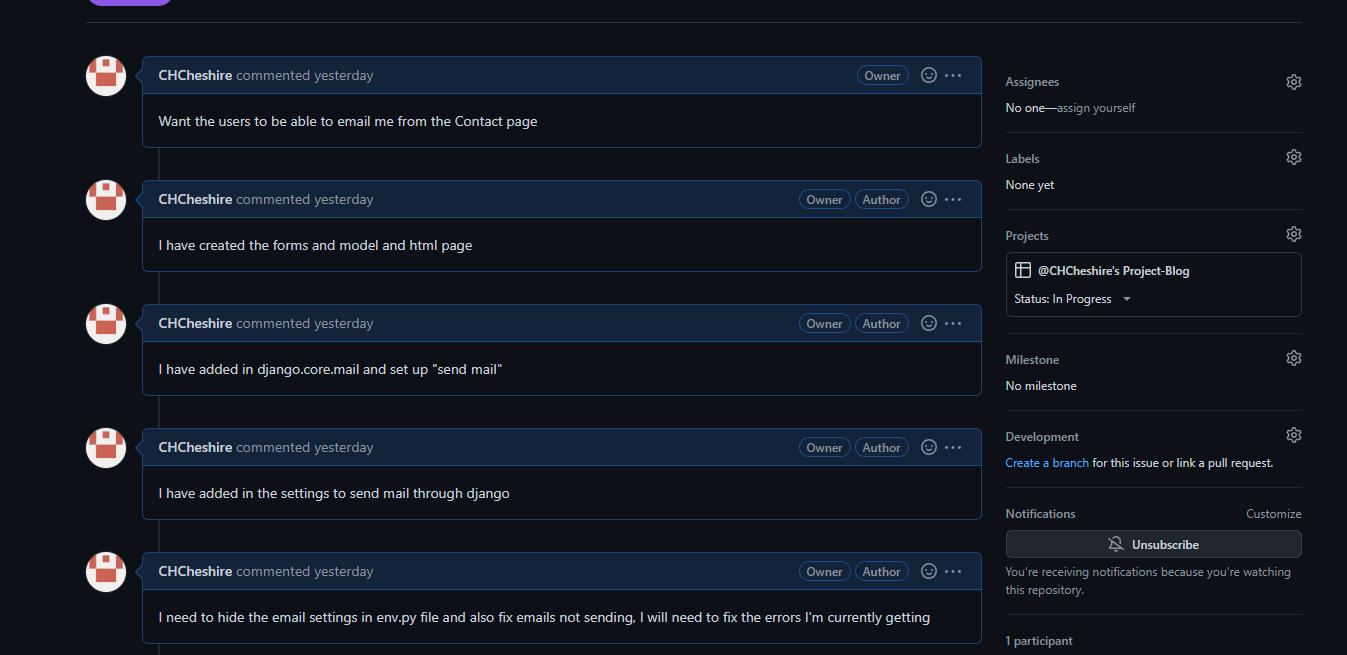 CHCheshire commented yesterday
Owner
Want the users to be able to email me from the Contact page
CHCheshire commented yesterday
Owner Author
I have created the forms and model and html page
CHCheshire commented yesterday
Owner Author
I have added in django.core.mail and set up "send mail"
CHCheshire commented yesterday
Owner Author
I have added in the settings to send mail through django
CHCheshire commented yesterday
Owner Author
I need to hide the email settings in env.py file and also fix emails not sending, I will need to fix the errors I'm currently getting
Assignees
No one—assign yourself
Labels
None yet
Projects
@CHCheshire's Project-Blog
Status: In Progress
Milestone
No milestone
Development
Create a branch for this issue or link a pull request.
Notifications Customize
Unsubscribe
You're receiving notifications because you're watching
this repository.
1 participant